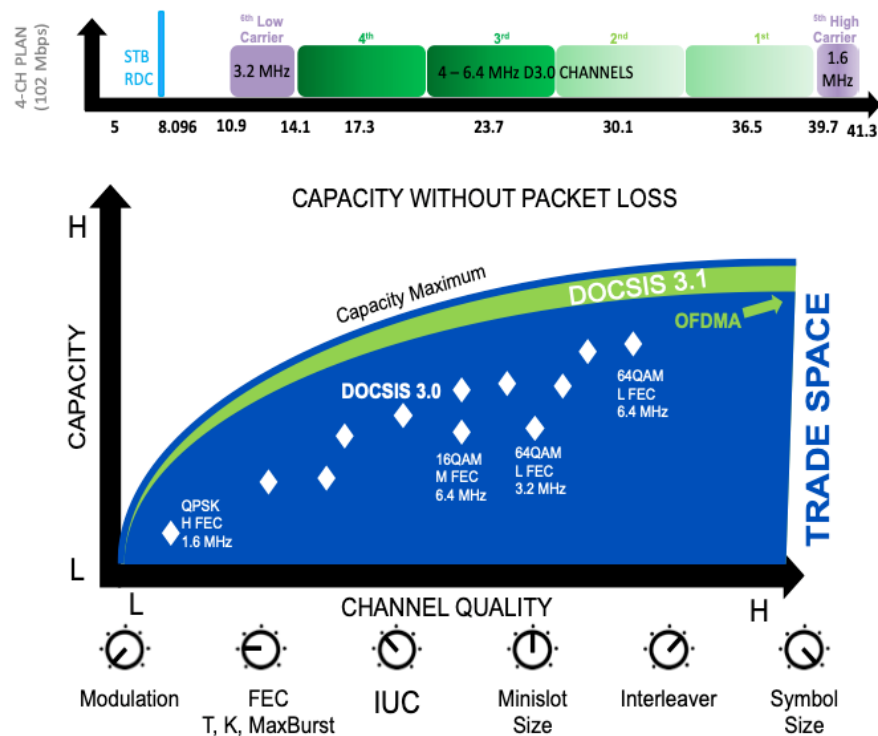 4-CH PLAN
(102 Mbps)
STB
RDC
6th Low
Carrier
3.2 MHz
4th
3rd
2nd
1st
4 – 6.4 MHz D3.0 CHANNELS
5th High
Carrier
1.6
MHz
5
8.096
10.9
14.1
17.3
23.7
30.1
36.5
39.7
41.3
CAPACITY WITHOUT PACKET LOSS
H
CAPACITY
L
Capacity Maximum
DOCSIS 3.1
OFDMA
DOCSIS 3.0
64QAM
L FEC
6.4 MHz
16QAM
M FEC
6.4 MHz
64QAM
L FEC
3.2 MHz
QPSK
H FEC
1.6 MHz
TRADE SPACE
L
CHANNEL QUALITY
H
Modulation
FEC
T, K, MaxBurst
IUC
Minislot
Size
Interleaver
Symbol
Size